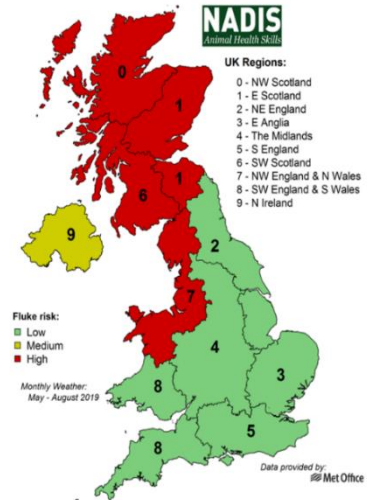 NADIS
Animal Health Skills
UK Regions:
0 - NW Scotland
1 - E Scotland
2 - NE England
3 - E Anglia
4 - The Midlands
5 - S England
6 - SW Scotland
7 - NW England & N Wales
8 - SW England & S Wales
9 - N Ireland
0
1
1
6
9
2
7
4
3
8
5
8
Fluke risk:
Low
Medium
High
Monthly Weather:
May - August 2019
Data provided by:
Met Office